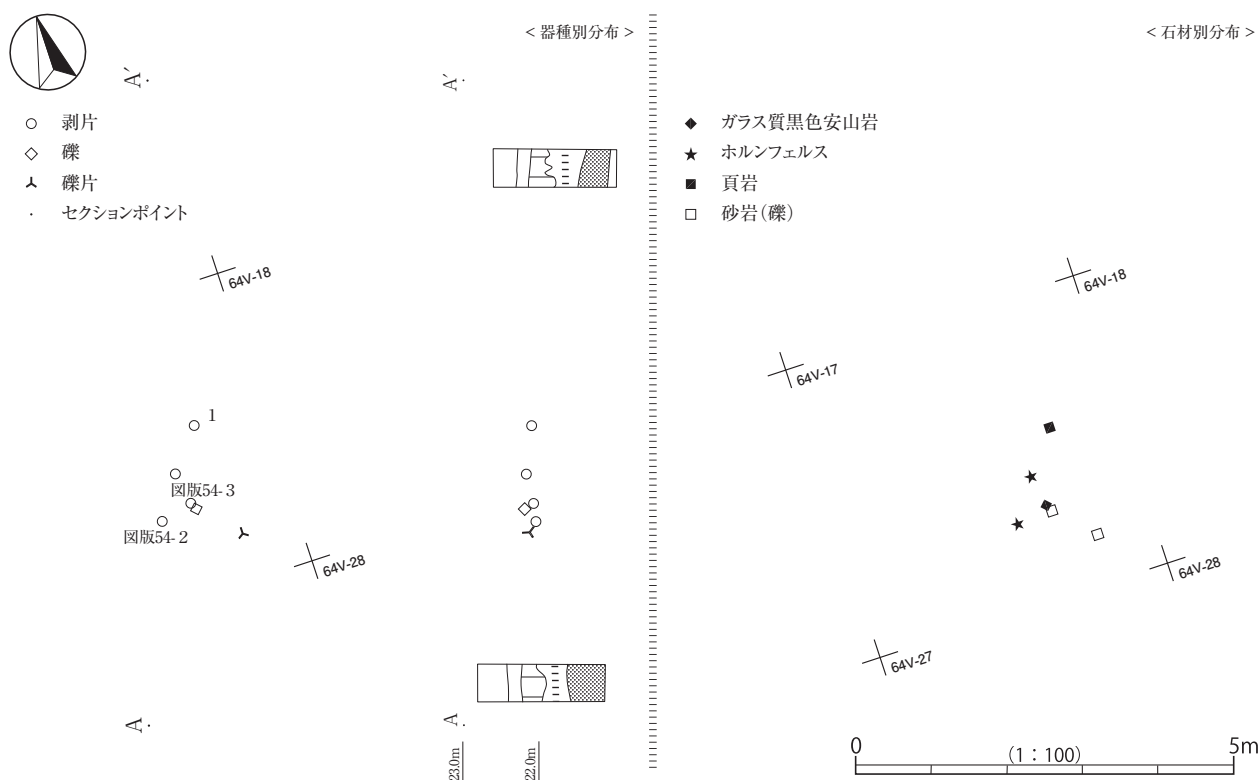 < 器種別分布 >
A´
A´
剥片
礫
礫片
セクションポイント
64V-18
1
図版54-3
図版54-2
64V-28
A
A
23.0m
22.0m
< 石材別分布 >
ガラス質黒色安山岩
ホルンフェルス
頁岩
砂岩（礫）
64V-18
64V-17
64V-28
64V-27
0
(1：100)
5m